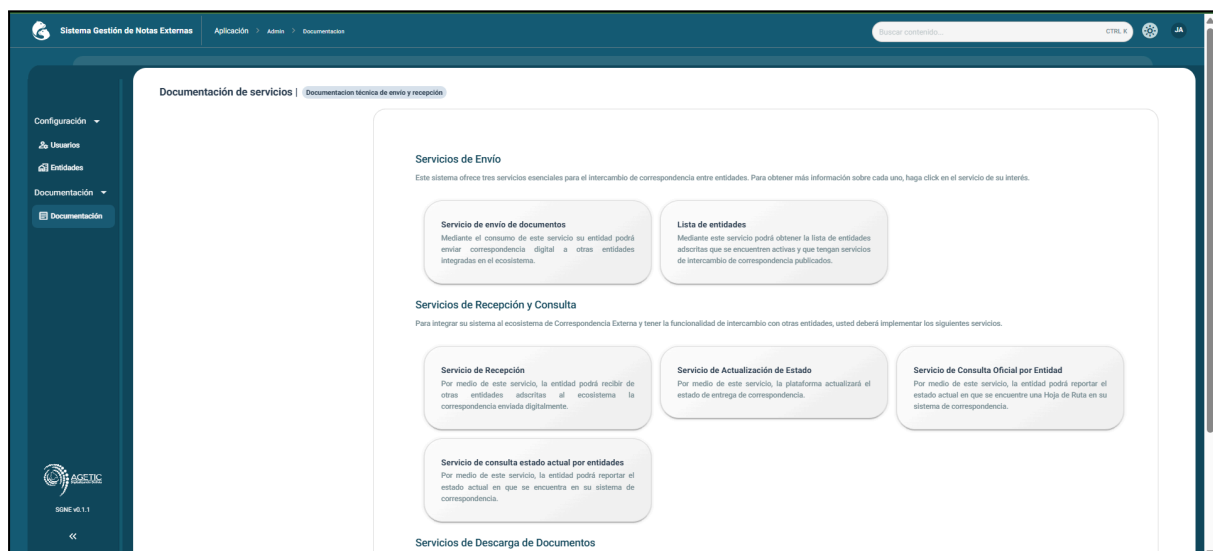 Sistema Gestión de Notas Externas
Aplicación > Admin > Documentacion
Buscar contenido...
CTRL K
JA
Configuración
Usuarios
Entidades
Documentación
Documentación
AGETIC
SGNE v0.1.1
Documentación de servicios |
Documentacion técnica de envío y recepción
Servicios de Envío
Este sistema ofrece tres servicios esenciales para el intercambio de correspondencia entre entidades. Para obtener más información sobre cada uno, haga click en el servicio de su interés.
Servicio de envío de documentos
Mediante el consumo de este servicio su entidad podrá
enviar correspondencia digital a otras entidades
integradas en el ecosistema.
Lista de entidades
Mediante este servicio podrá obtener la lista de entidades
adscritas que se encuentren activas y que tengan servicios
de intercambio de correspondencia publicados.
Servicios de Recepción y Consulta
Para integrar su sistema al ecosistema de Correspondencia Externa y tener la funcionalidad de intercambio con otras entidades, usted deberá implementar los siguientes servicios.
Servicio de Recepción
Por medio de este servicio, la entidad podrá recibir de
otras entidades adscritas al ecosistema la
correspondencia enviada digitalmente.
Servicio de Actualización de Estado
Por medio de este servicio, la plataforma actualizará el
estado de entrega de correspondencia.
Servicio de Consulta Oficial por Entidad
Por medio de este servicio, la entidad podrá reportar el
estado actual en que se encuentre una Hoja de Ruta en su
sistema de correspondencia.
Servicio de consulta estado actual por entidades
Por medio de este servicio, la entidad podrá reportar el
estado actual en que se encuentra en su sistema de
correspondencia.
Servicios de Descarga de Documentos